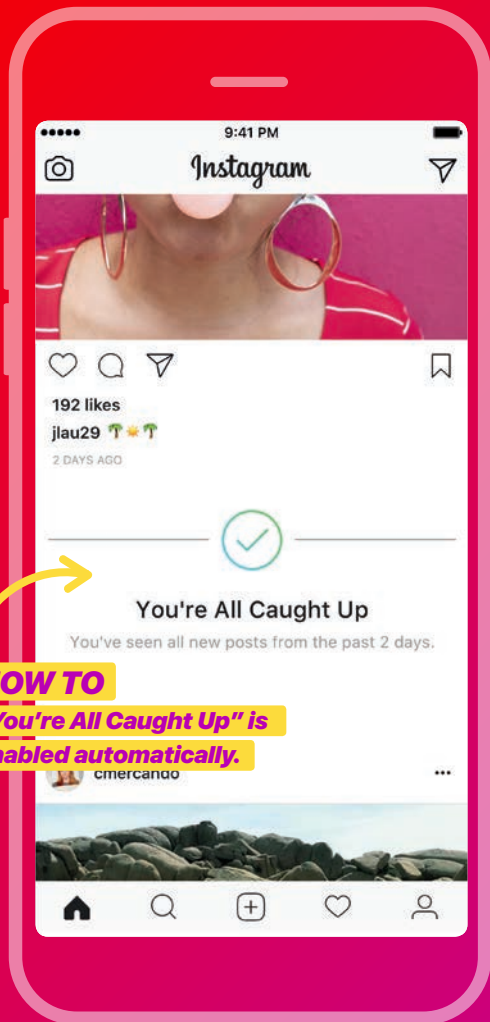 9:41 PM
Instagram
192 likes
jlau29 🌴☀️🌴
2 DAYS AGO
You're All Caught Up
You've seen all new posts from the past 2 days.
OW TO
You're All Caught Up" is
nabled automatically.
cmercando